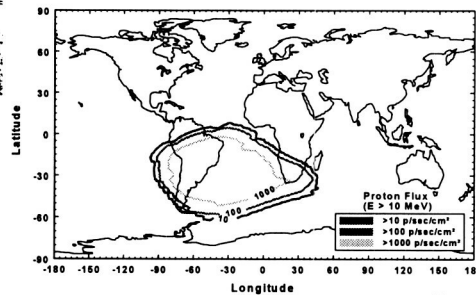 90
60
30
0
-30
-60
-90
Latitude
1000
100
10
Proton Flux
(E > 10 MeV)
>10 p/sec/cm²
>100 p/sec/cm²
>1000 p/sec/cm²
-180 -150 -120 -90 -60 -30 0 30 60 90 120 150 180
Longitude